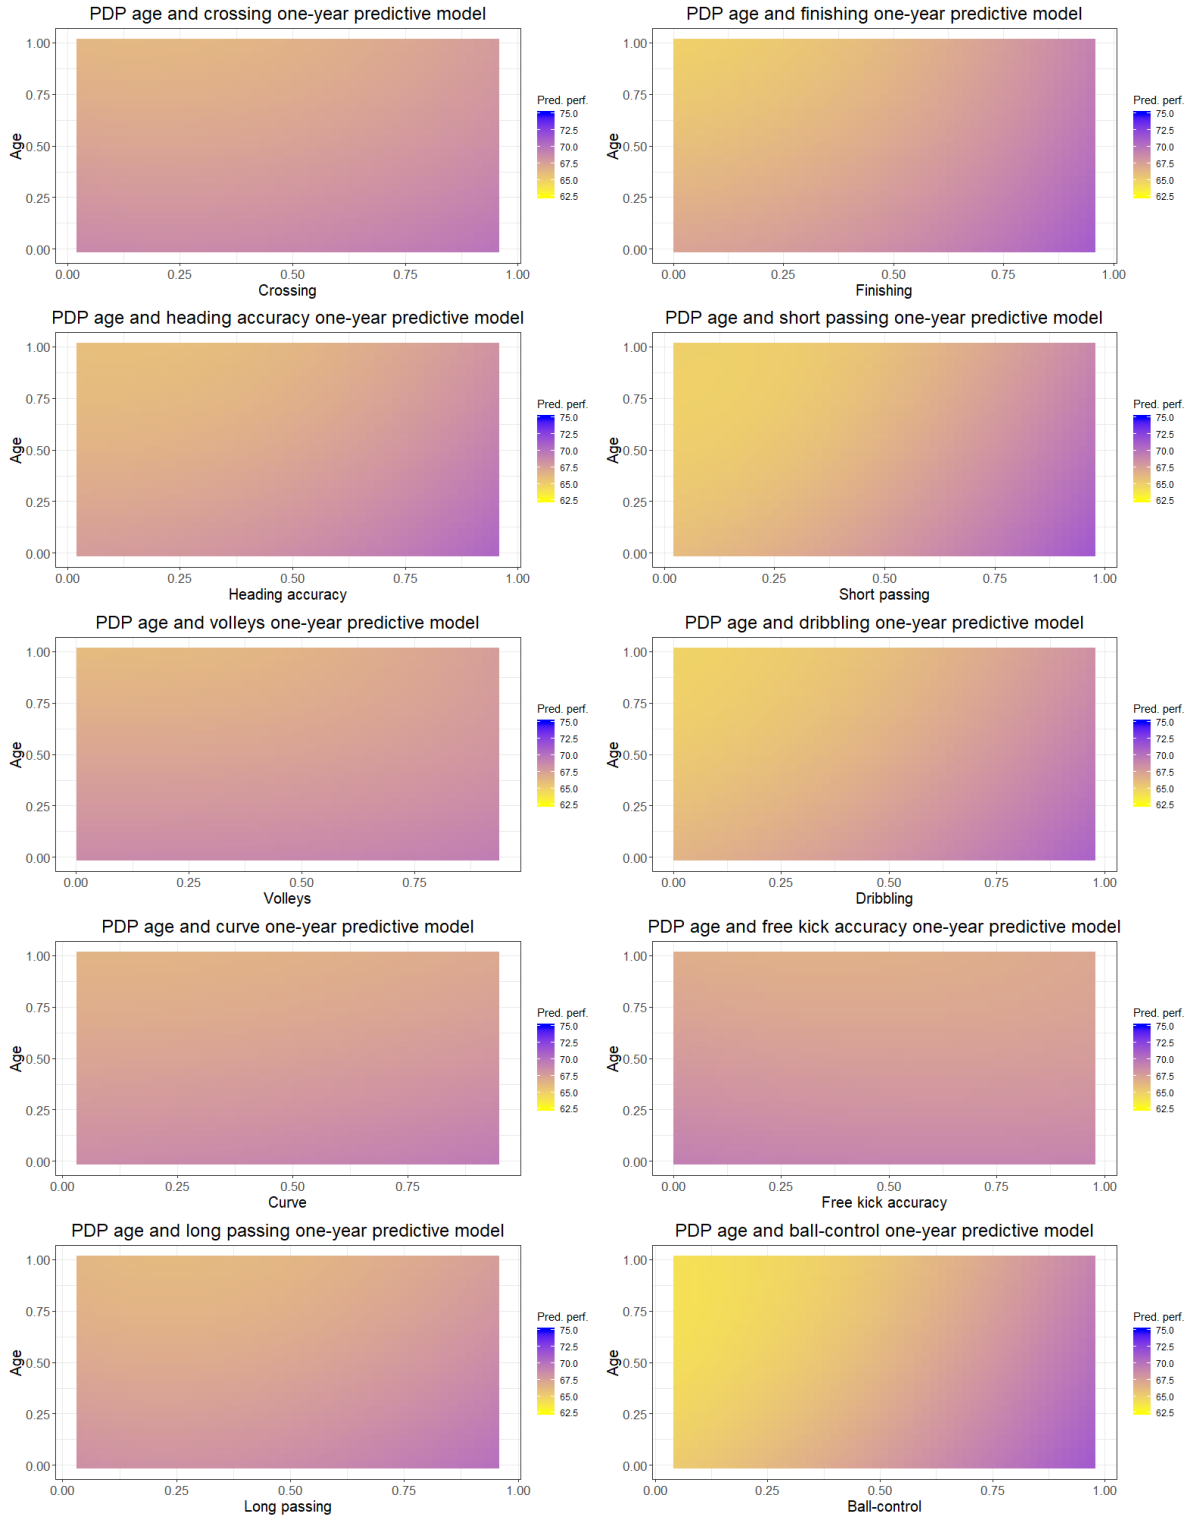 PDP age and crossing one-year predictive model
1.00
0.75
0.50
0.25
0.00
Age
0.00 0.25 0.50 0.75 1.00
Crossing
Pred. perf.
75.0
72.5
70.0
67.5
65.0
62.5
PDP age and finishing one-year predictive model
1.00
0.75
0.50
0.25
0.00
Age
0.00 0.25 0.50 0.75 1.00
Finishing
Pred. perf.
75.0
72.5
70.0
67.5
65.0
62.5
PDP age and heading accuracy one-year predictive model
1.00
0.75
0.50
0.25
0.00
Age
0.00 0.25 0.50 0.75 1.00
Heading accuracy
Pred. perf.
75.0
72.5
70.0
67.5
65.0
62.5
PDP age and short passing one-year predictive model
1.00
0.75
0.50
0.25
0.00
Age
0.00 0.25 0.50 0.75 1.00
Short passing
Pred. perf.
75.0
72.5
70.0
67.5
65.0
62.5
PDP age and volleys one-year predictive model
1.00
0.75
0.50
0.25
0.00
Age
0.00 0.25 0.50 0.75
Volleys
Pred. perf.
75.0
72.5
70.0
67.5
65.0
62.5
PDP age and dribbling one-year predictive model
1.00
0.75
0.50
0.25
0.00
Age
0.00 0.25 0.50 0.75 1.00
Dribbling
Pred. perf.
75.0
72.5
70.0
67.5
65.0
62.5
PDP age and curve one-year predictive model
1.00
0.75
0.50
0.25
0.00
Age
0.00 0.25 0.50 0.75
Curve
Pred. perf.
75.0
72.5
70.0
67.5
65.0
62.5
PDP age and free kick accuracy one-year predictive model
1.00
0.75
0.50
0.25
0.00
Age
0.00 0.25 0.50 0.75 1.00
Free kick accuracy
Pred. perf.
75.0
72.5
70.0
67.5
65.0
62.5
PDP age and long passing one-year predictive model
1.00
0.75
0.50
0.25
0.00
Age
0.00 0.25 0.50 0.75 1.00
Long passing
Pred. perf.
75.0
72.5
70.0
67.5
65.0
62.5
PDP age and ball-control one-year predictive model
1.00
0.75
0.50
0.25
0.00
Age
0.00 0.25 0.50 0.75 1.00
Ball-control
Pred. perf.
75.0
72.5
70.0
67.5
65.0
62.5